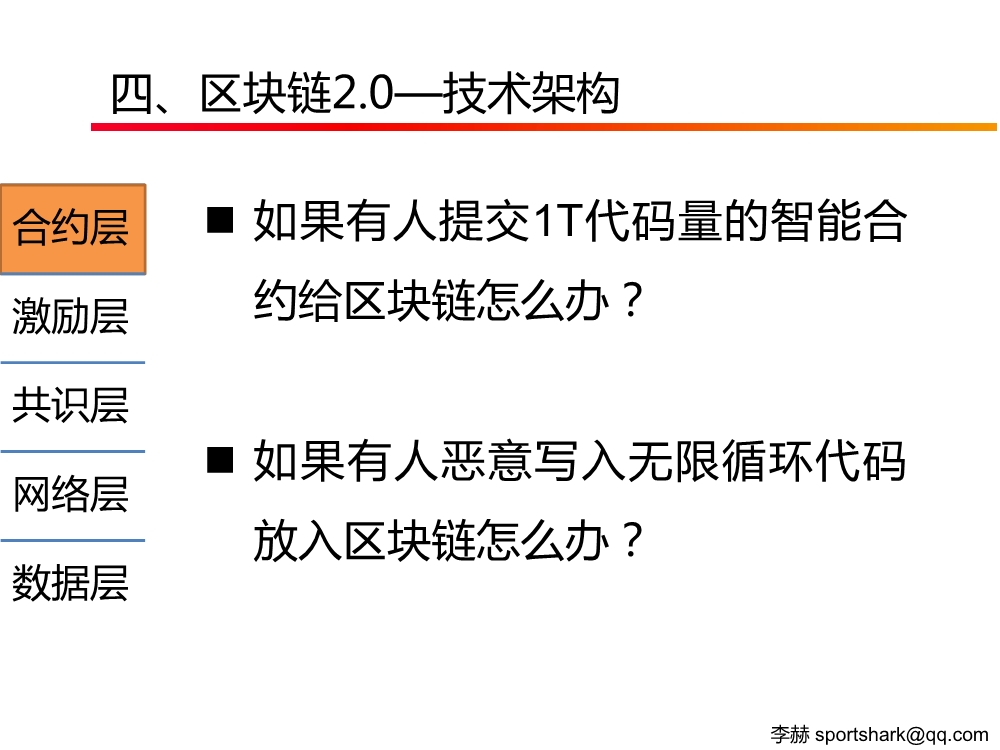 四、区块链2.0—技术架构
合约层
激励层
共识层
网络层
数据层
■ 如果有人提交1T代码量的智能合
约给区块链怎么办？
■ 如果有人恶意写入无限循环代码
放入区块链怎么办？
李赫 sportshark@qq.com